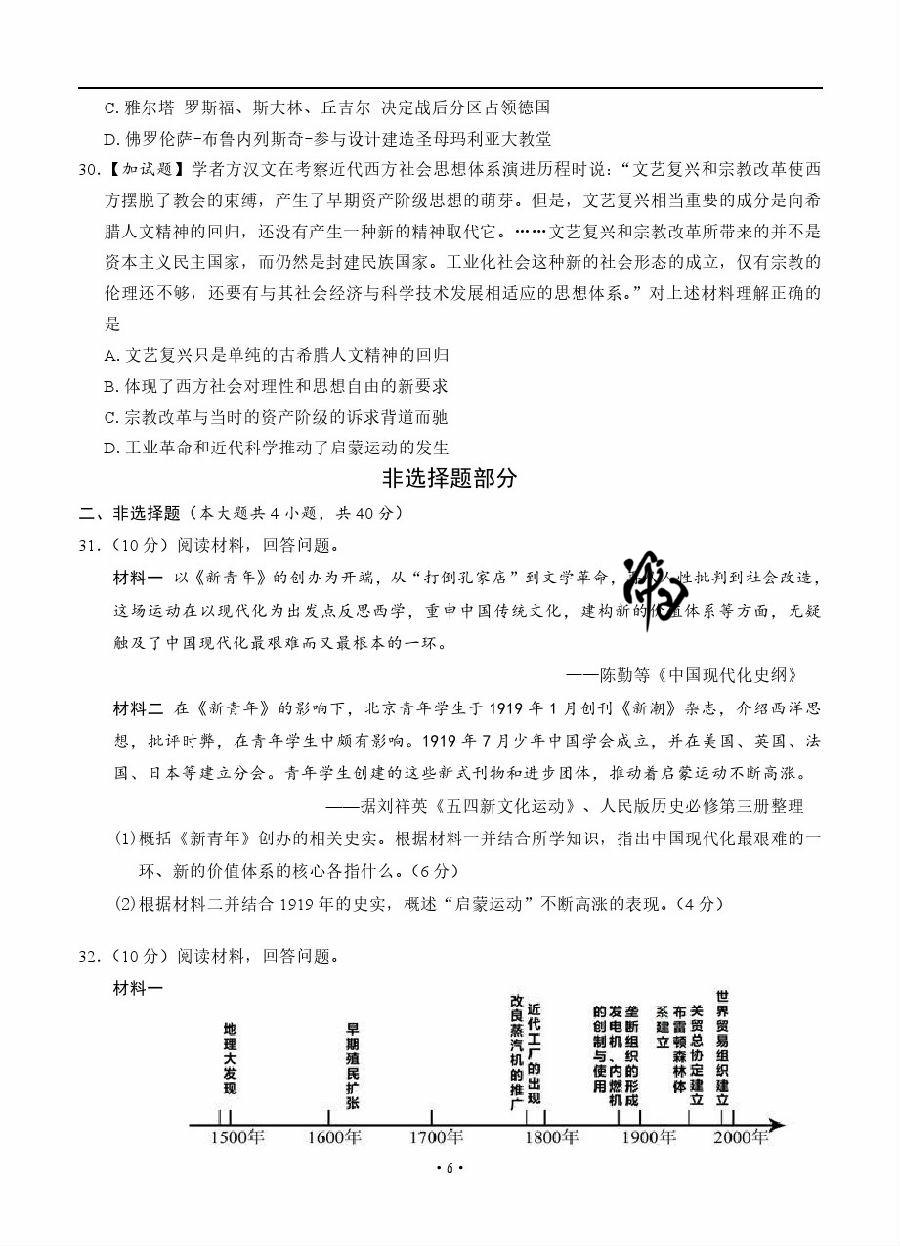 C. 雅尔塔 罗斯福、斯大林、丘吉尔 决定战后分区占领德国
D. 佛罗伦萨-布鲁内列斯奇-参与设计建造圣母玛利亚大教堂
30.【加试题】学者方汉文在考察近代西方社会思想体系演进历程时说：“文艺复兴和宗教改革使西
方摆脱了教会的束缚，产生了早期资产阶级思想的萌芽。但是，文艺复兴相当重要的成分是向希
腊人文精神的回归，还没有产生一种新的精神取代它。……文艺复兴和宗教改革所带来的并不是
资本主义民主国家，而仍然是封建民族国家。工业化社会这种新的社会形态的成立，仅有宗教的
伦理还不够，还要有与其社会经济与科学技术发展相适应的思想体系。”对上述材料理解正确的
是
A. 文艺复兴只是单纯的古希腊人文精神的回归
B. 体现了西方社会对理性和思想自由的新要求
C. 宗教改革与当时的资产阶级的诉求背道而驰
D. 工业革命和近代科学推动了启蒙运动的发生
非选择题部分
二、非选择题（本大题共 4 小题，共 40 分）
31.（10 分）阅读材料，回答问题。
材料一 以《新青年》的创办为开端，从“打倒孔家店”到文学革命，人性批判到社会改造，
这场运动在以现代化为出发点反思西学，重申中国传统文化，建构新的价值体系等方面，无疑
触及了中国现代化最艰难而又最根本的一环。
——陈勤等《中国现代化史纲》
材料二 在《新青年》的影响下，北京青年学生于 1919 年 1 月创刊《新潮》杂志，介绍西洋思
想，批评时弊，在青年学生中颇有影响。1919 年 7 月少年中国学会成立，并在美国、英国、法
国、日本等建立分会。青年学生创建的这些新式刊物和进步团体，推动着启蒙运动不断高涨。
——据刘祥英《五四新文化运动》、人民版历史必修第三册整理
(1)概括《新青年》创办的相关史实。根据材料一并结合所学知识，指出中国现代化最艰难的一
环、新的价值体系的核心各指什么。（6 分）
(2)根据材料二并结合 1919 年的史实，概述“启蒙运动”不断高涨的表现。（4 分）
32.（10 分）阅读材料，回答问题。
材料一
地理大发现
早期殖民扩张
改良蒸汽机的推广
近代工厂的出现
发电机、内燃机的创制与使用
垄断组织的形成
布雷顿森林体系建立
关贸总协定建立
世界贸易组织建立
1500年 1600年 1700年 1800年 1900年 2000年
· 6 ·